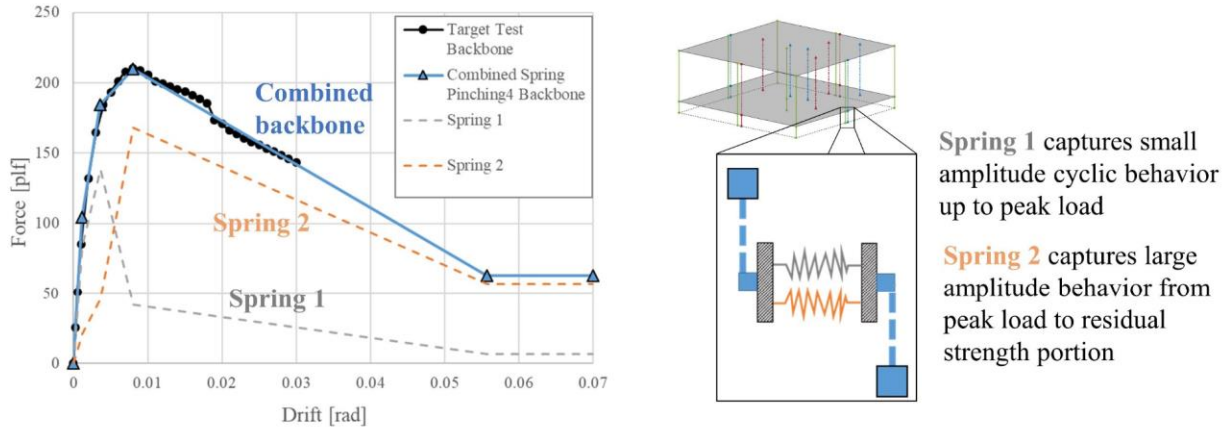 250
200
150
100
50
0
Force [plf]
0
0.01
0.02
0.03
0.04
0.05
0.06
0.07
Drift [rad]
Target Test
Backbone
Combined Spring
Pinching4 Backbone
Spring 1
Spring 2
Combined
backbone
Spring 2
Spring 1
Spring 1 captures small
amplitude cyclic behavior
up to peak load
Spring 2 captures large
amplitude behavior from
peak load to residual
strength portion